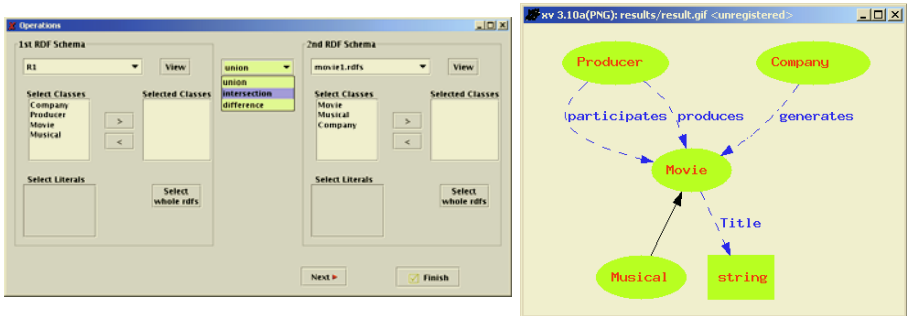 Operations
1st RDF Schema
R1
View
Select Classes
Company
Producer
Movie
Musical
>
<
Selected Classes
Select Literals
Select
whole rdfs
union
union
intersection
difference
2nd RDF Schema
movie1.rdfs
View
Select Classes
Movie
Musical
Company
>
<
Selected Classes
Select Literals
Select
whole rdfs
Next
Finish
xv 3.10a(PNG): results/result.gif <unregistered>
Producer
Company
participates
produces
generates
Movie
Title
Musical
string